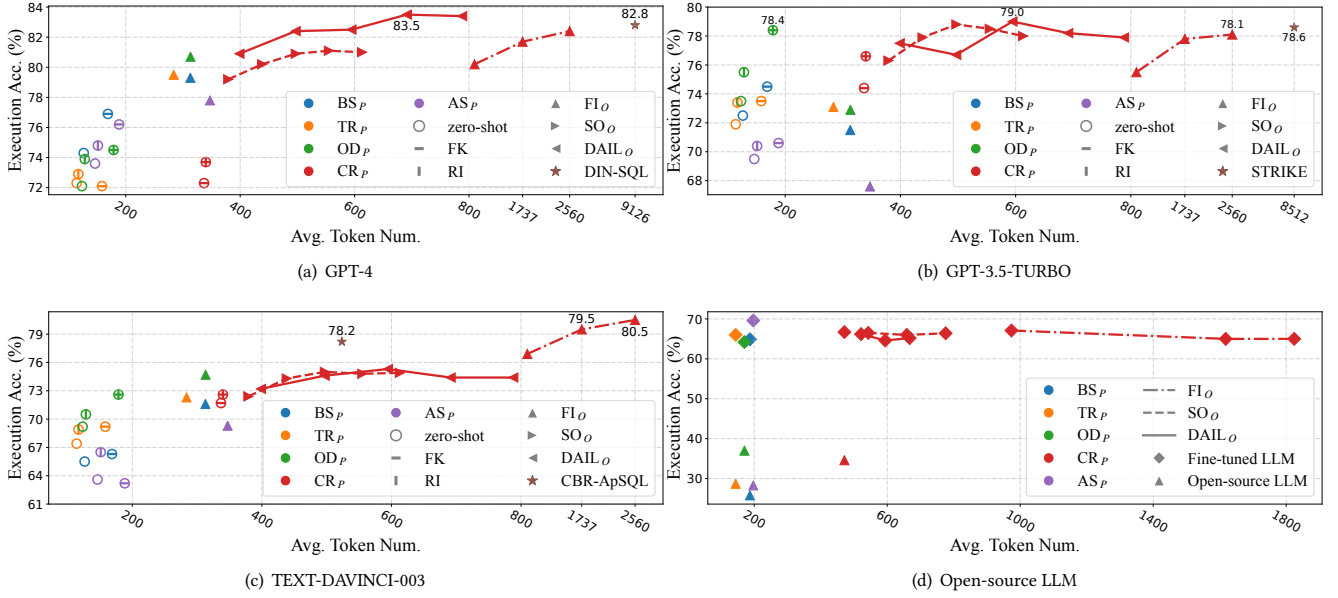 Execution Acc. (%)
84
82
80
78
76
74
72
83.5
82.8
BS_P
TR_P
OD_P
CR_P
AS_P
zero-shot
FK
RI
FI_O
SO_O
DAIL_O
DIN-SQL
200
400
600
800
1737
2560
9126
Avg. Token Num.
(a) GPT-4
Execution Acc. (%)
80
78
76
74
72
70
68
78.4
79.0
78.1
78.6
BS_P
TR_P
OD_P
CR_P
AS_P
zero-shot
FK
RI
FI_O
SO_O
DAIL_O
STRIKE
200
400
600
800
1737
2560
8512
Avg. Token Num.
(b) GPT-3.5-TURBO
Execution Acc. (%)
79
76
73
70
67
64
61
78.2
79.5
80.5
BS_P
TR_P
OD_P
CR_P
AS_P
zero-shot
FK
RI
FI_O
SO_O
DAIL_O
CBR-ApSQL
200
400
600
800
1737
2560
Avg. Token Num.
(c) TEXT-DAVINCI-003
Execution Acc. (%)
70
60
50
40
30
BS_P
TR_P
OD_P
CR_P
AS_P
FI_O
SO_O
DAIL_O
Fine-tuned LLM
Open-source LLM
200
600
1000
1400
1800
Avg. Token Num.
(d) Open-source LLM